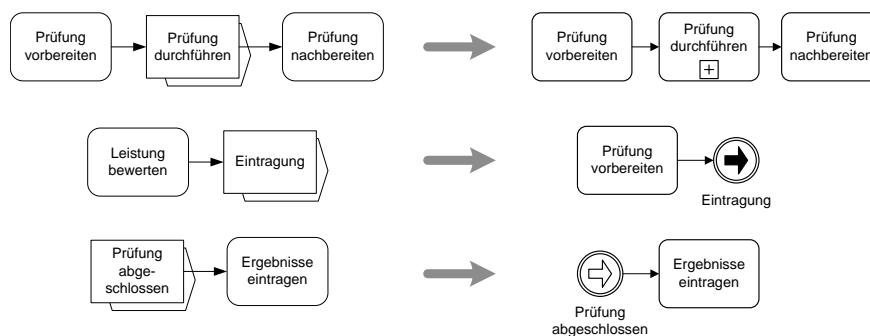 Prüfung
vorbereiten
Prüfung
durchführen
Prüfung
nachbereiten
Prüfung
vorbereiten
Prüfung
durchführen
Prüfung
nachbereiten
Leistung
bewerten
Eintragung
Prüfung
vorbereiten
Eintragung
Prüfung
abge-
schlossen
Ergebnisse
eintragen
Prüfung
abgeschlossen
Ergebnisse
eintragen